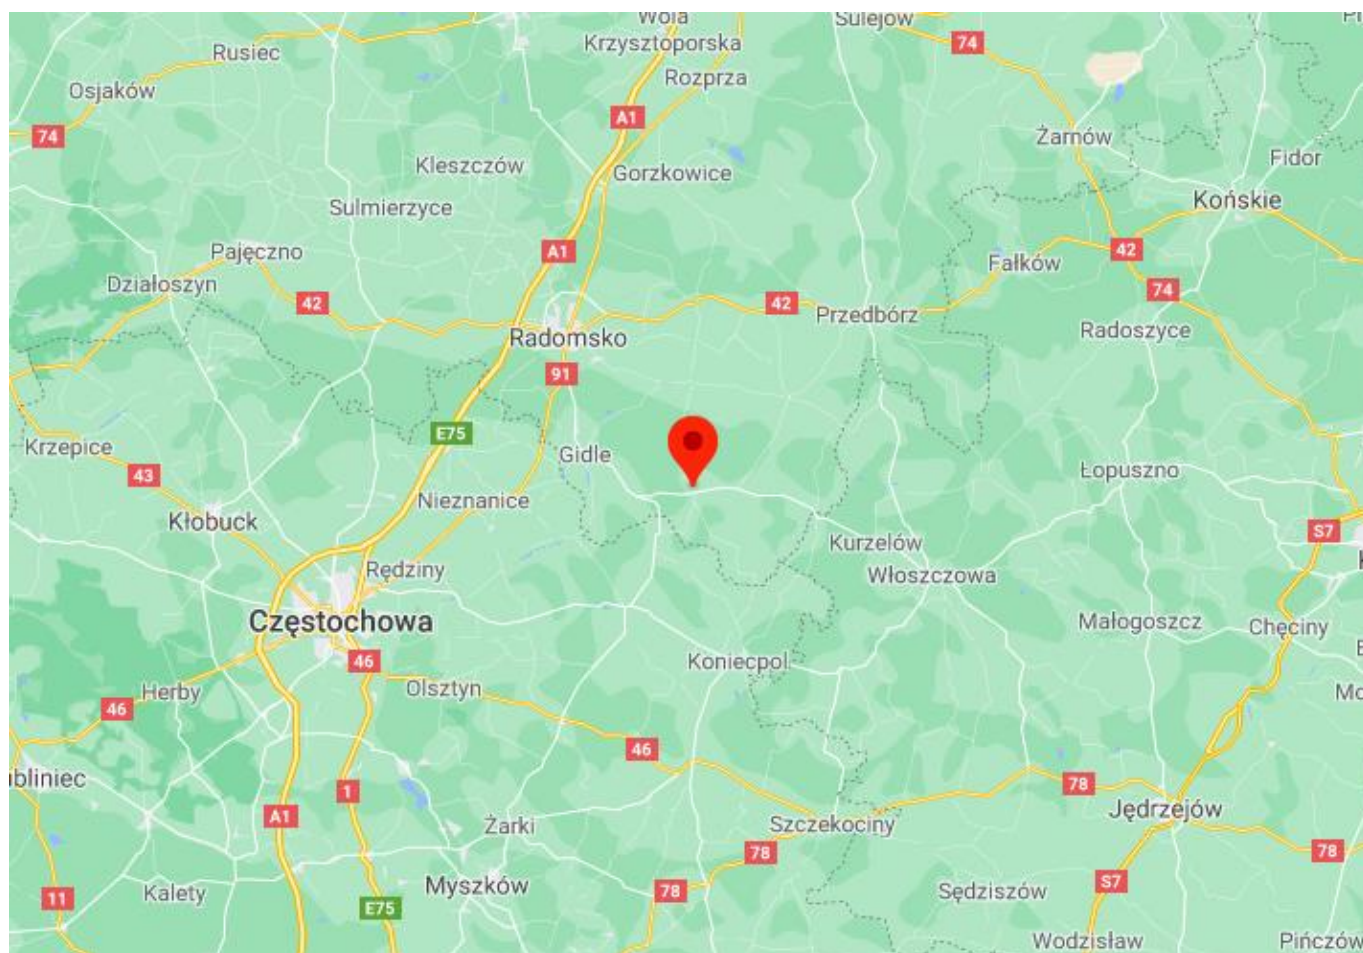 Wola
Krzysztoporska
Sulejów
74
Rusiec
Rozprza
Osjaków
A1
74
Żarnów
Fidor
Kleszczów
Gorzkowice
Końskie
Sulmierzyce
Pajęczno
A1
42
Fałków
Działoszyn
42
42
74
Przedbórz
Radomsko
Radoszyce
91
E75
Krzepice
Gidle
Łopuszno
43
Nieznanice
Kłobuck
S7
Kurzelów
Rędziny
Włoszczowa
Częstochowa
Małogoszcz
Chęciny
46
Koniecpol
Herby
Olsztyn
46
46
bliniec
78
1
A1
Jędrzejów
Żarki
Szczekociny
78
78
Myszków
S7
Kalety
11
78
Sędziszów
E75
Wodzisław
Pińczów